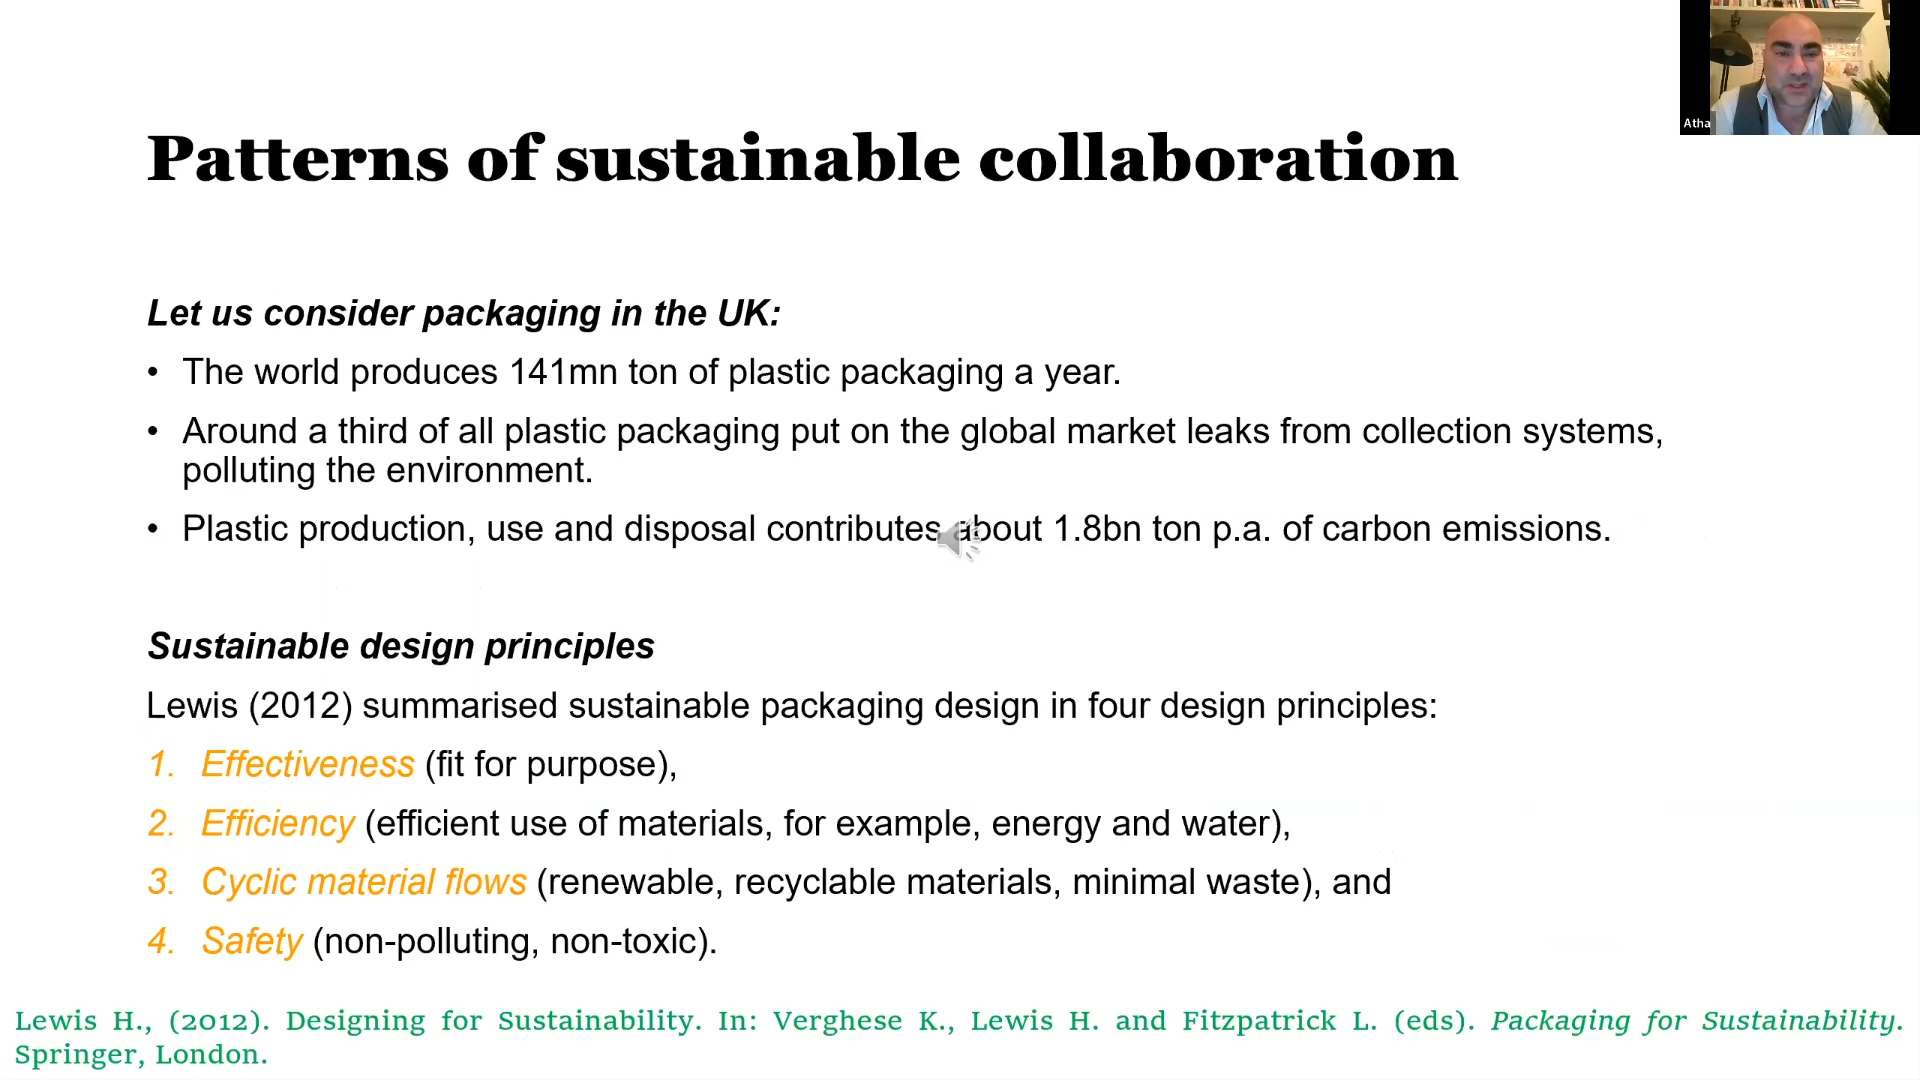 Atha
Patterns of sustainable collaboration
Let us consider packaging in the UK:
• The world produces 141mn ton of plastic packaging a year.
• Around a third of all plastic packaging put on the global market leaks from collection systems,
polluting the environment.
• Plastic production, use and disposal contributes about 1.8bn ton p.a. of carbon emissions.
Sustainable design principles
Lewis (2012) summarised sustainable packaging design in four design principles:
1. Effectiveness (fit for purpose),
2. Efficiency (efficient use of materials, for example, energy and water),
3. Cyclic material flows (renewable, recyclable materials, minimal waste), and
4. Safety (non-polluting, non-toxic).
Lewis H., (2012). Designing for Sustainability. In: Verghese K., Lewis H. and Fitzpatrick L. (eds). Packaging for Sustainability.
Springer, London.